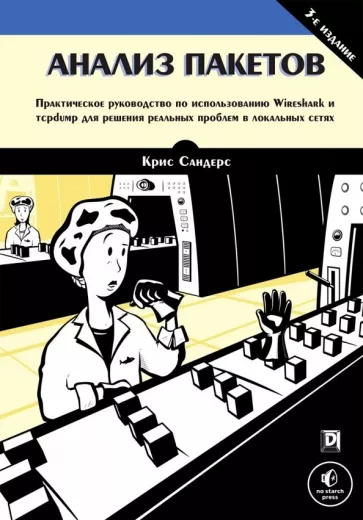 3-е издание
Анализ пакетов
Практическое руководство по использованию Wireshark и
tcpdump для решения реальных проблем в локальных сетях
Крис Сандерс
D
no starch
press